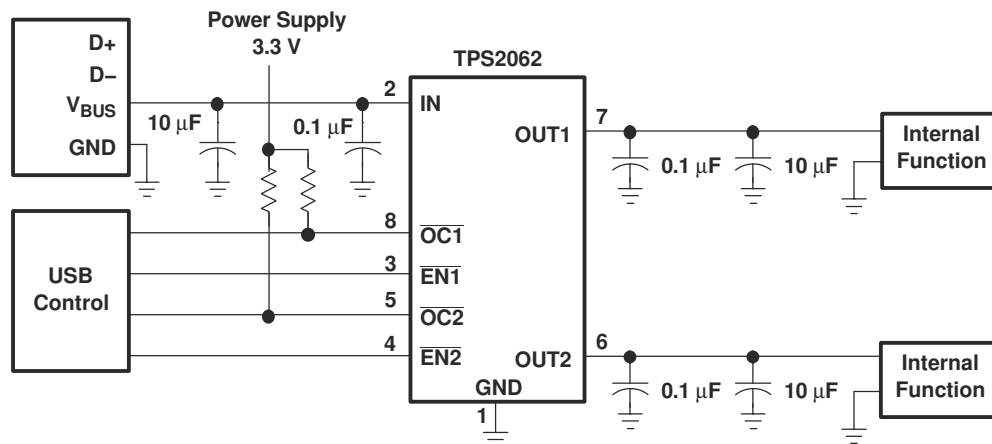 Power Supply
3.3 V
TPS2062
D+
D−
V_BUS
GND
10 µF
0.1 µF
2
IN
8
OC1
3
EN1
5
OC2
4
EN2
GND
1
USB
Control
7
OUT1
0.1 µF
10 µF
Internal
Function
6
OUT2
0.1 µF
10 µF
Internal
Function